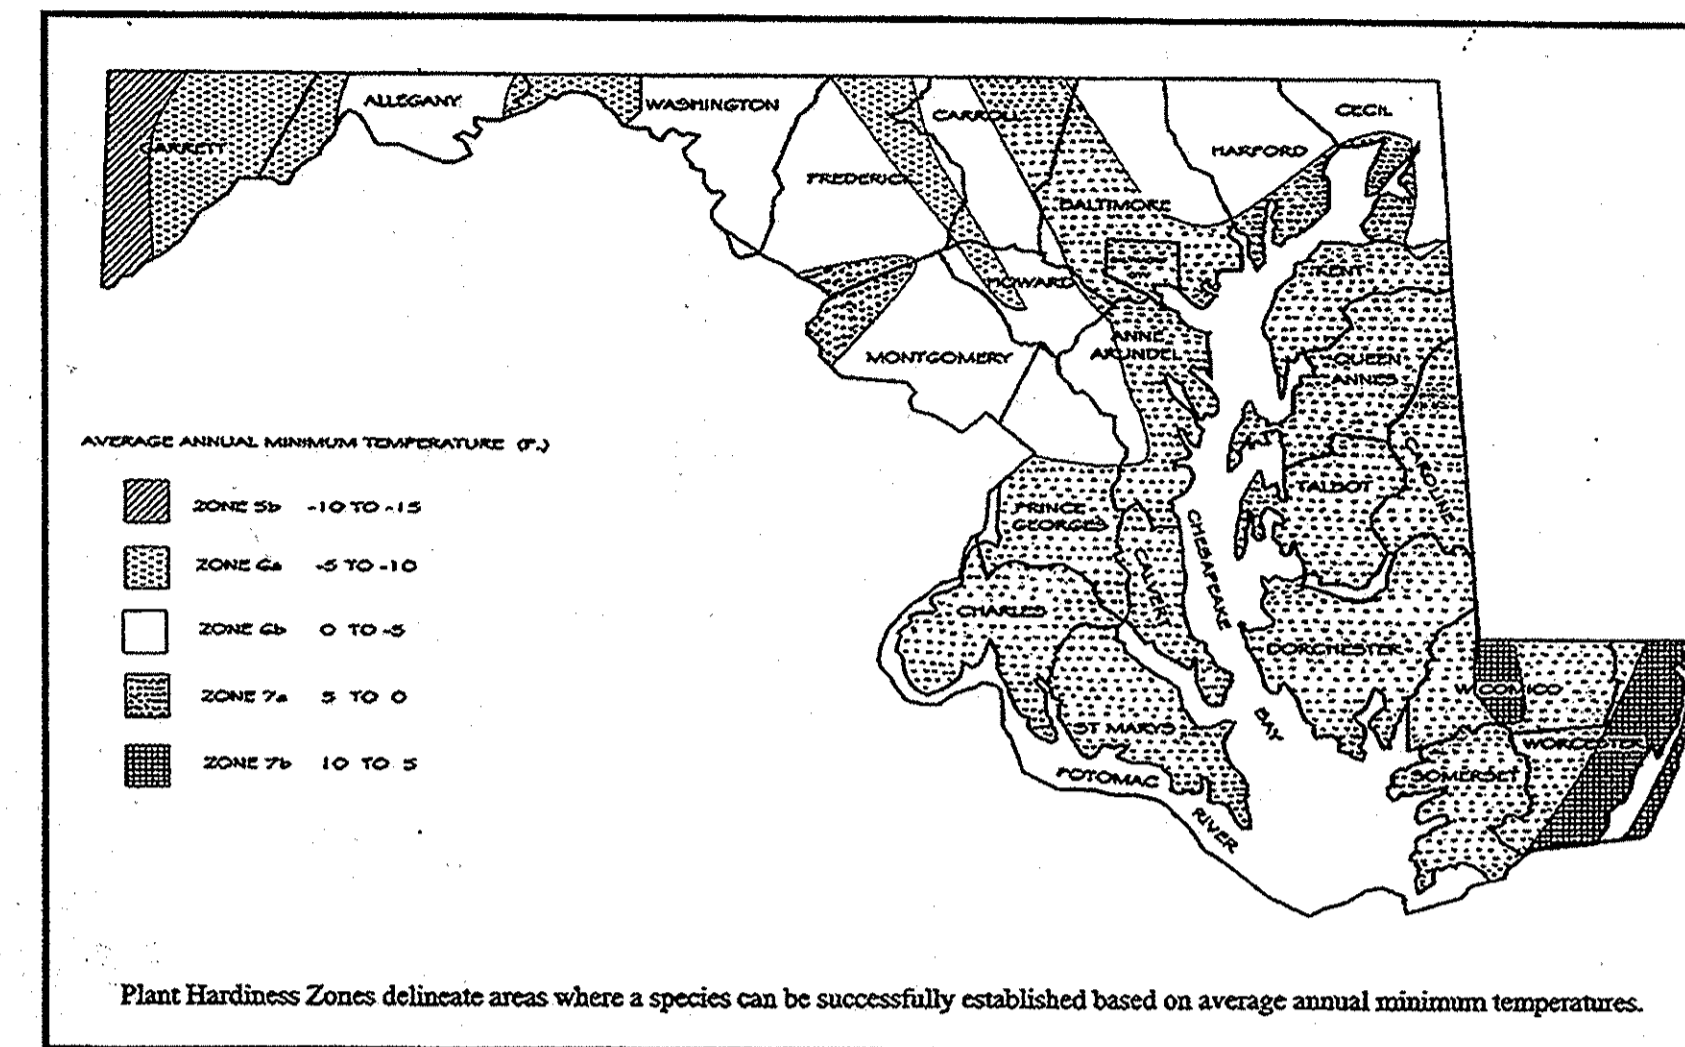 ALLEGANY
WASHINGTON
GARRETT
FREDERICK
CARROLL
BALTIMORE
HARFORD
CECIL
KENT
HOWARD
MONTGOMERY
ANNE
ARUNDEL
QUEEN
ANNES
CAROLINE
TALBOT
PRINCE
GEORGES
CALVERT
CHESAPEAKE
BAY
CHARLES
DORCHESTER
WICOMICO
WORCESTER
SOMERSET
ST MARYS
POTOMAC
RIVER
AVERAGE ANNUAL MINIMUM TEMPERATURE (F.)
ZONE 5b -10 TO -15
ZONE 6a -5 TO -10
ZONE 6b 0 TO -5
ZONE 7a 5 TO 0
ZONE 7b 10 TO 5
Plant Hardiness Zones delineate areas where a species can be successfully established based on average annual minimum temperatures.